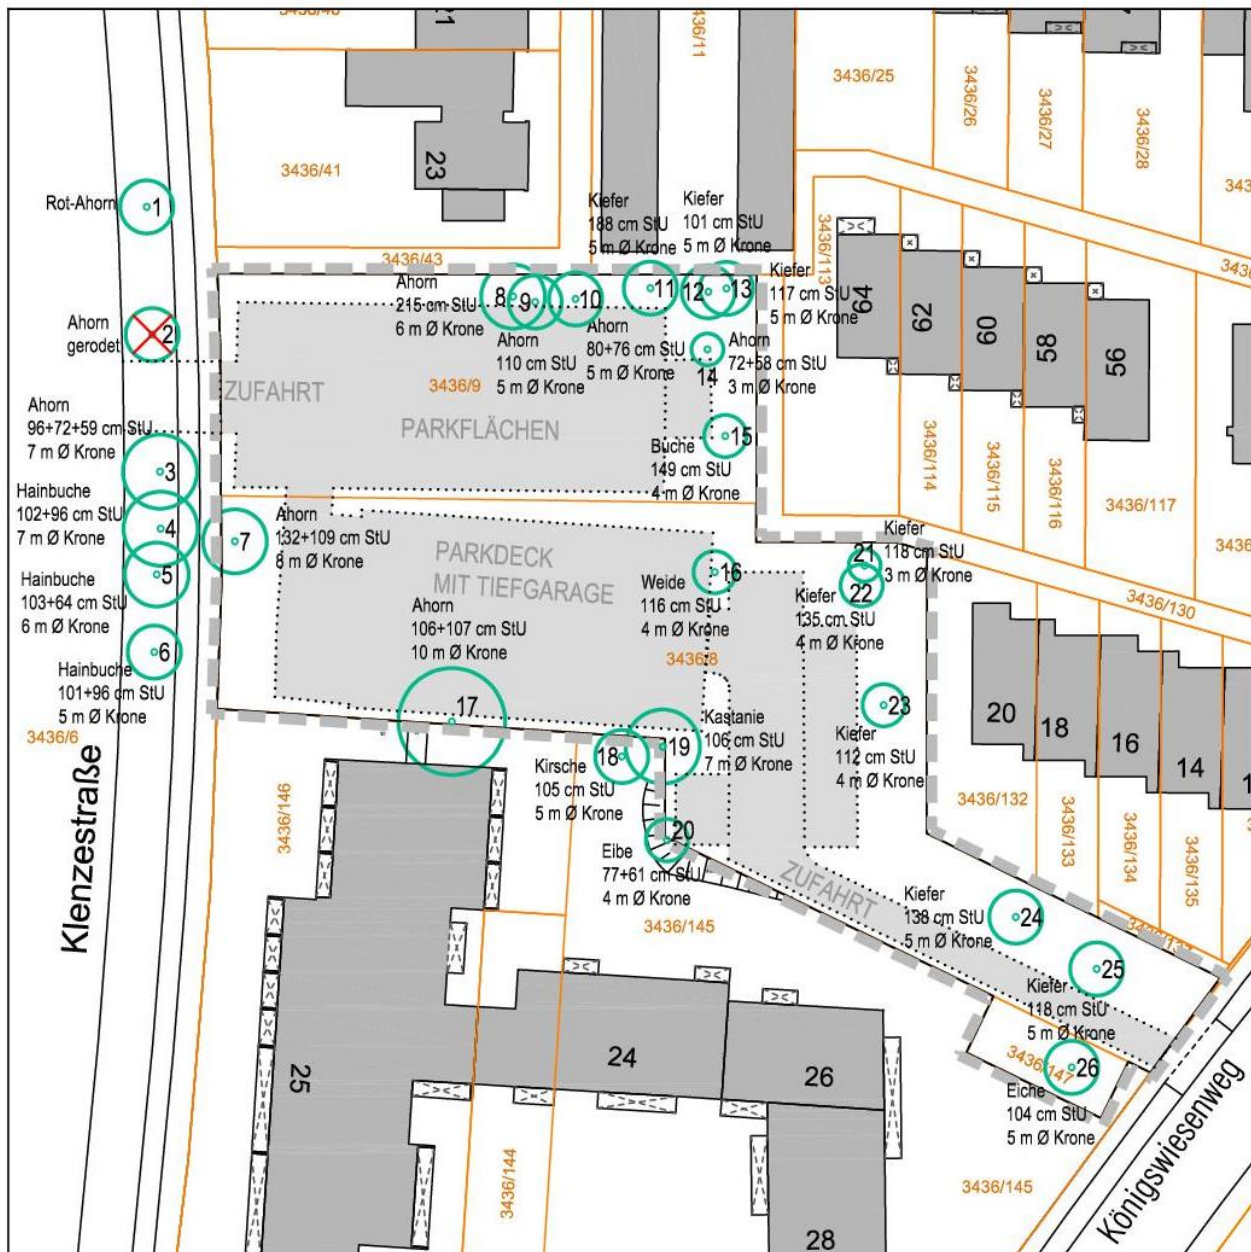 21
3436/11
3436/25
3436/26
3436/27
3436/28
3436/41
23
Rot-Ahorn
1
Kiefer
188 cm StU
5 m Ø Krone
Kiefer
101 cm StU
5 m Ø Krone
3436/43
3436/113
Ahorn
215 cm StU
6 m Ø Krone
8
9
10
11
12
13
Kiefer
117 cm StU
5 m Ø Krone
64
62
60
58
56
Ahorn
gerodet
2
Ahorn
110 cm StU
5 m Ø Krone
Ahorn
80+76 cm StU
5 m Ø Krone
Ahorn
72+58 cm StU
3 m Ø Krone
14
ZUFAHRT
3436/9
PARKFLÄCHEN
Ahorn
96+72+59 cm StU
7 m Ø Krone
3
Buche
149 cm StU
4 m Ø Krone
15
3436/114
3436/115
3436/116
3436/117
Hainbuche
102+96 cm StU
7 m Ø Krone
4
Ahorn
132+109 cm StU
8 m Ø Krone
7
PARKDECK
MIT TIEFGARAGE
Hainbuche
103+64 cm StU
6 m Ø Krone
5
Weide
116 cm StU
4 m Ø Krone
16
Kiefer
118 cm StU
3 m Ø Krone
21
22
Kiefer
135 cm StU
4 m Ø Krone
3436/130
Ahorn
106+107 cm StU
10 m Ø Krone
17
3436/8
6
Hainbuche
101+96 cm StU
5 m Ø Krone
3436/6
Klenzestraße
Kastanie
106 cm StU
7 m Ø Krone
19
Kirsche
105 cm StU
5 m Ø Krone
18
Kiefer
112 cm StU
4 m Ø Krone
23
20
18
16
14
3436/132
3436/133
3436/134
3436/135
3436/146
Eibe
77+61 cm StU
4 m Ø Krone
20
ZUFAHRT
3436/145
Kiefer
138 cm StU
5 m Ø Krone
24
Kiefer
118 cm StU
5 m Ø Krone
25
3436/147
26
Eiche
104 cm StU
5 m Ø Krone
25
24
26
28
3436/144
3436/145
Königswiesenweg